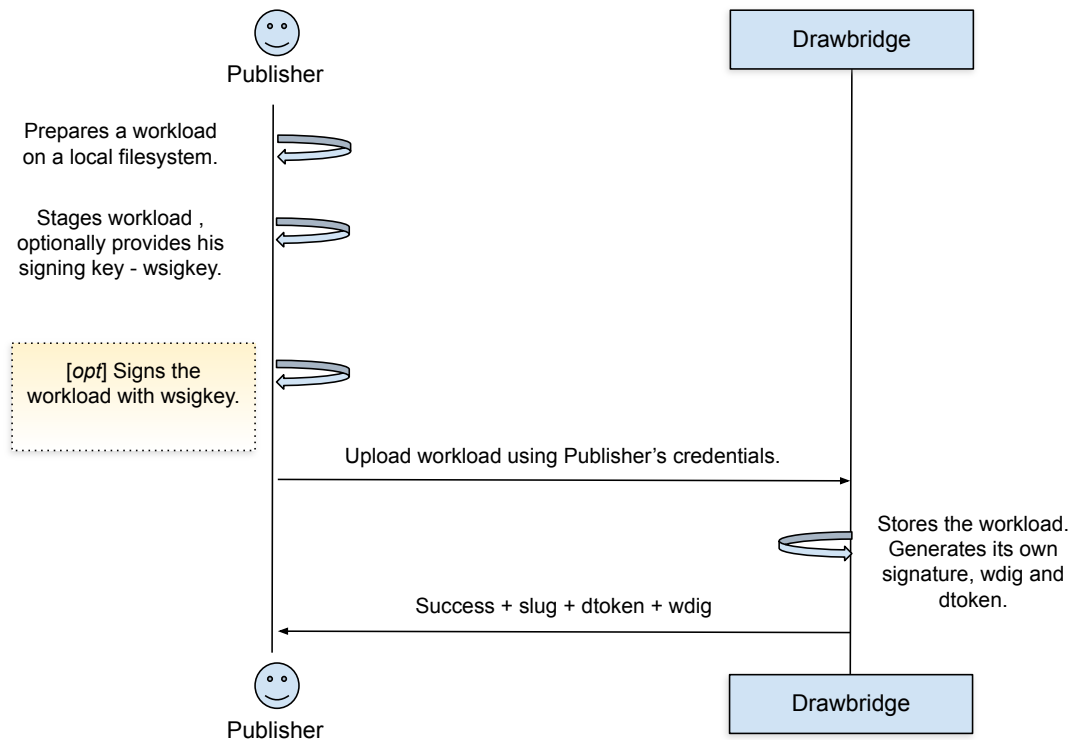 Publisher
Drawbridge
Prepares a workload
on a local filesystem.
Stages workload ,
optionally provides his
signing key - wsigkey.
[opt] Signs the
workload with wsigkey.
Upload workload using Publisher’s credentials.
Stores the workload.
Generates its own
signature, wdig and
dtoken.
Success + slug + dtoken + wdig
Publisher
Drawbridge